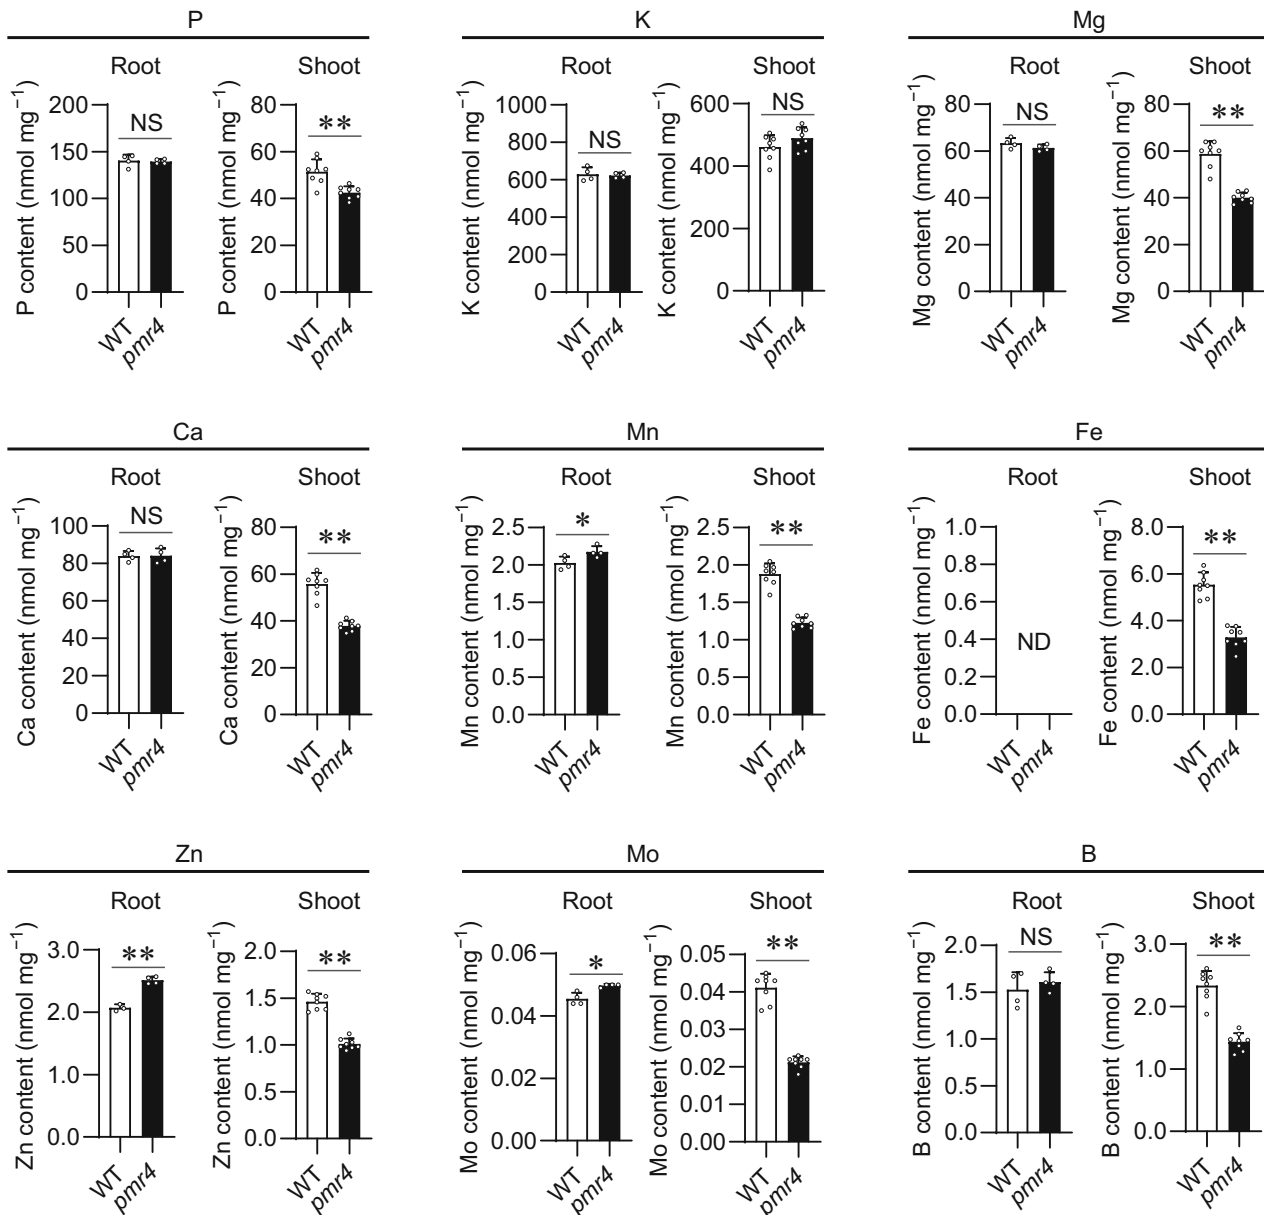 P
K
Mg
Root
Shoot
Root
Shoot
Root
Shoot
P content (nmol mg⁻¹)
200
150
100
50
0
NS
WT
pmr4
P content (nmol mg⁻¹)
80
60
40
20
0
**
WT
pmr4
K content (nmol mg⁻¹)
1000
800
600
400
200
0
NS
WT
pmr4
K content (nmol mg⁻¹)
600
400
200
0
NS
WT
pmr4
Mg content (nmol mg⁻¹)
80
60
40
20
0
NS
WT
pmr4
Mg content (nmol mg⁻¹)
80
60
40
20
0
**
WT
pmr4
Ca
Mn
Fe
Root
Shoot
Root
Shoot
Root
Shoot
Ca content (nmol mg⁻¹)
100
80
60
40
20
0
NS
WT
pmr4
Ca content (nmol mg⁻¹)
80
60
40
20
0
**
WT
pmr4
Mn content (nmol mg⁻¹)
2.5
2.0
1.5
1.0
0.5
0.0
*
WT
pmr4
Mn content (nmol mg⁻¹)
2.5
2.0
1.5
1.0
0.5
0.0
**
WT
pmr4
Fe content (nmol mg⁻¹)
1.0
0.8
0.6
0.4
0.2
0.0
ND
WT
pmr4
Fe content (nmol mg⁻¹)
8.0
6.0
4.0
2.0
0.0
**
WT
pmr4
Zn
Mo
B
Root
Shoot
Root
Shoot
Root
Shoot
Zn content (nmol mg⁻¹)
3.0
2.0
1.0
0.0
**
WT
pmr4
Zn content (nmol mg⁻¹)
2.0
1.5
1.0
0.5
0.0
**
WT
pmr4
Mo content (nmol mg⁻¹)
0.06
0.04
0.02
0.00
*
WT
pmr4
Mo content (nmol mg⁻¹)
0.05
0.04
0.03
0.02
0.01
0.00
**
WT
pmr4
B content (nmol mg⁻¹)
2.0
1.5
1.0
0.5
0.0
NS
WT
pmr4
B content (nmol mg⁻¹)
3.0
2.0
1.0
0.0
**
WT
pmr4